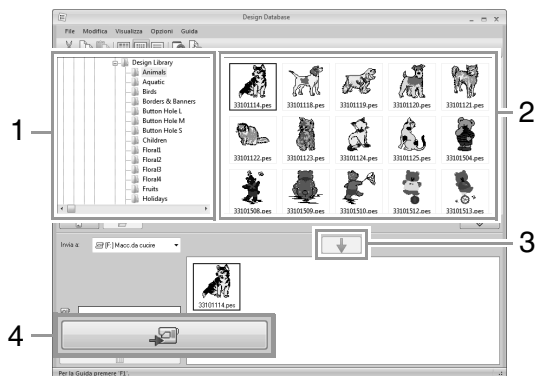 Design Database
File Modifica Visualizza Opzioni Guida
Design Library
Animals
Aquatic
Birds
Borders & Banners
Button Hole L
Button Hole M
Button Hole S
Children
Floral1
Floral2
Floral3
Floral4
Fruits
Holidays
33101114.pes 33101118.pes 33101119.pes 33101120.pes 33101121.pes
33101122.pes 33101123.pes 33101124.pes 33101125.pes 33101504.pes
33101508.pes 33101509.pes 33101510.pes 33101512.pes 33101513.pes
1
2
3
4
Invia a: (F:) Macc.da cucire
33101114.pes
Per la Guida premere 'F1'.